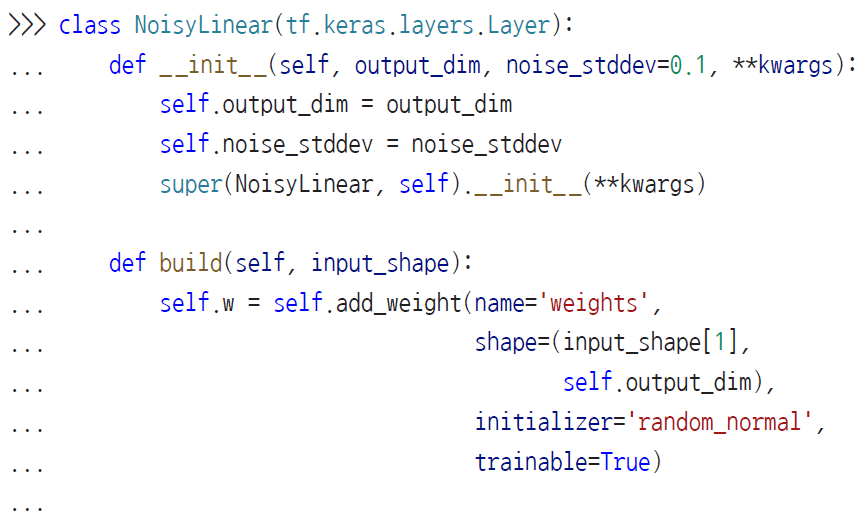 >>> class NoisyLinear(tf.keras.layers.Layer):
...     def __init__(self, output_dim, noise_stddev=0.1, **kwargs):
...         self.output_dim = output_dim
...         self.noise_stddev = noise_stddev
...         super(NoisyLinear, self).__init__(**kwargs)
...
...     def build(self, input_shape):
...         self.w = self.add_weight(name='weights',
...                                  shape=(input_shape[1],
...                                         self.output_dim),
...                                  initializer='random_normal',
...                                  trainable=True)
...